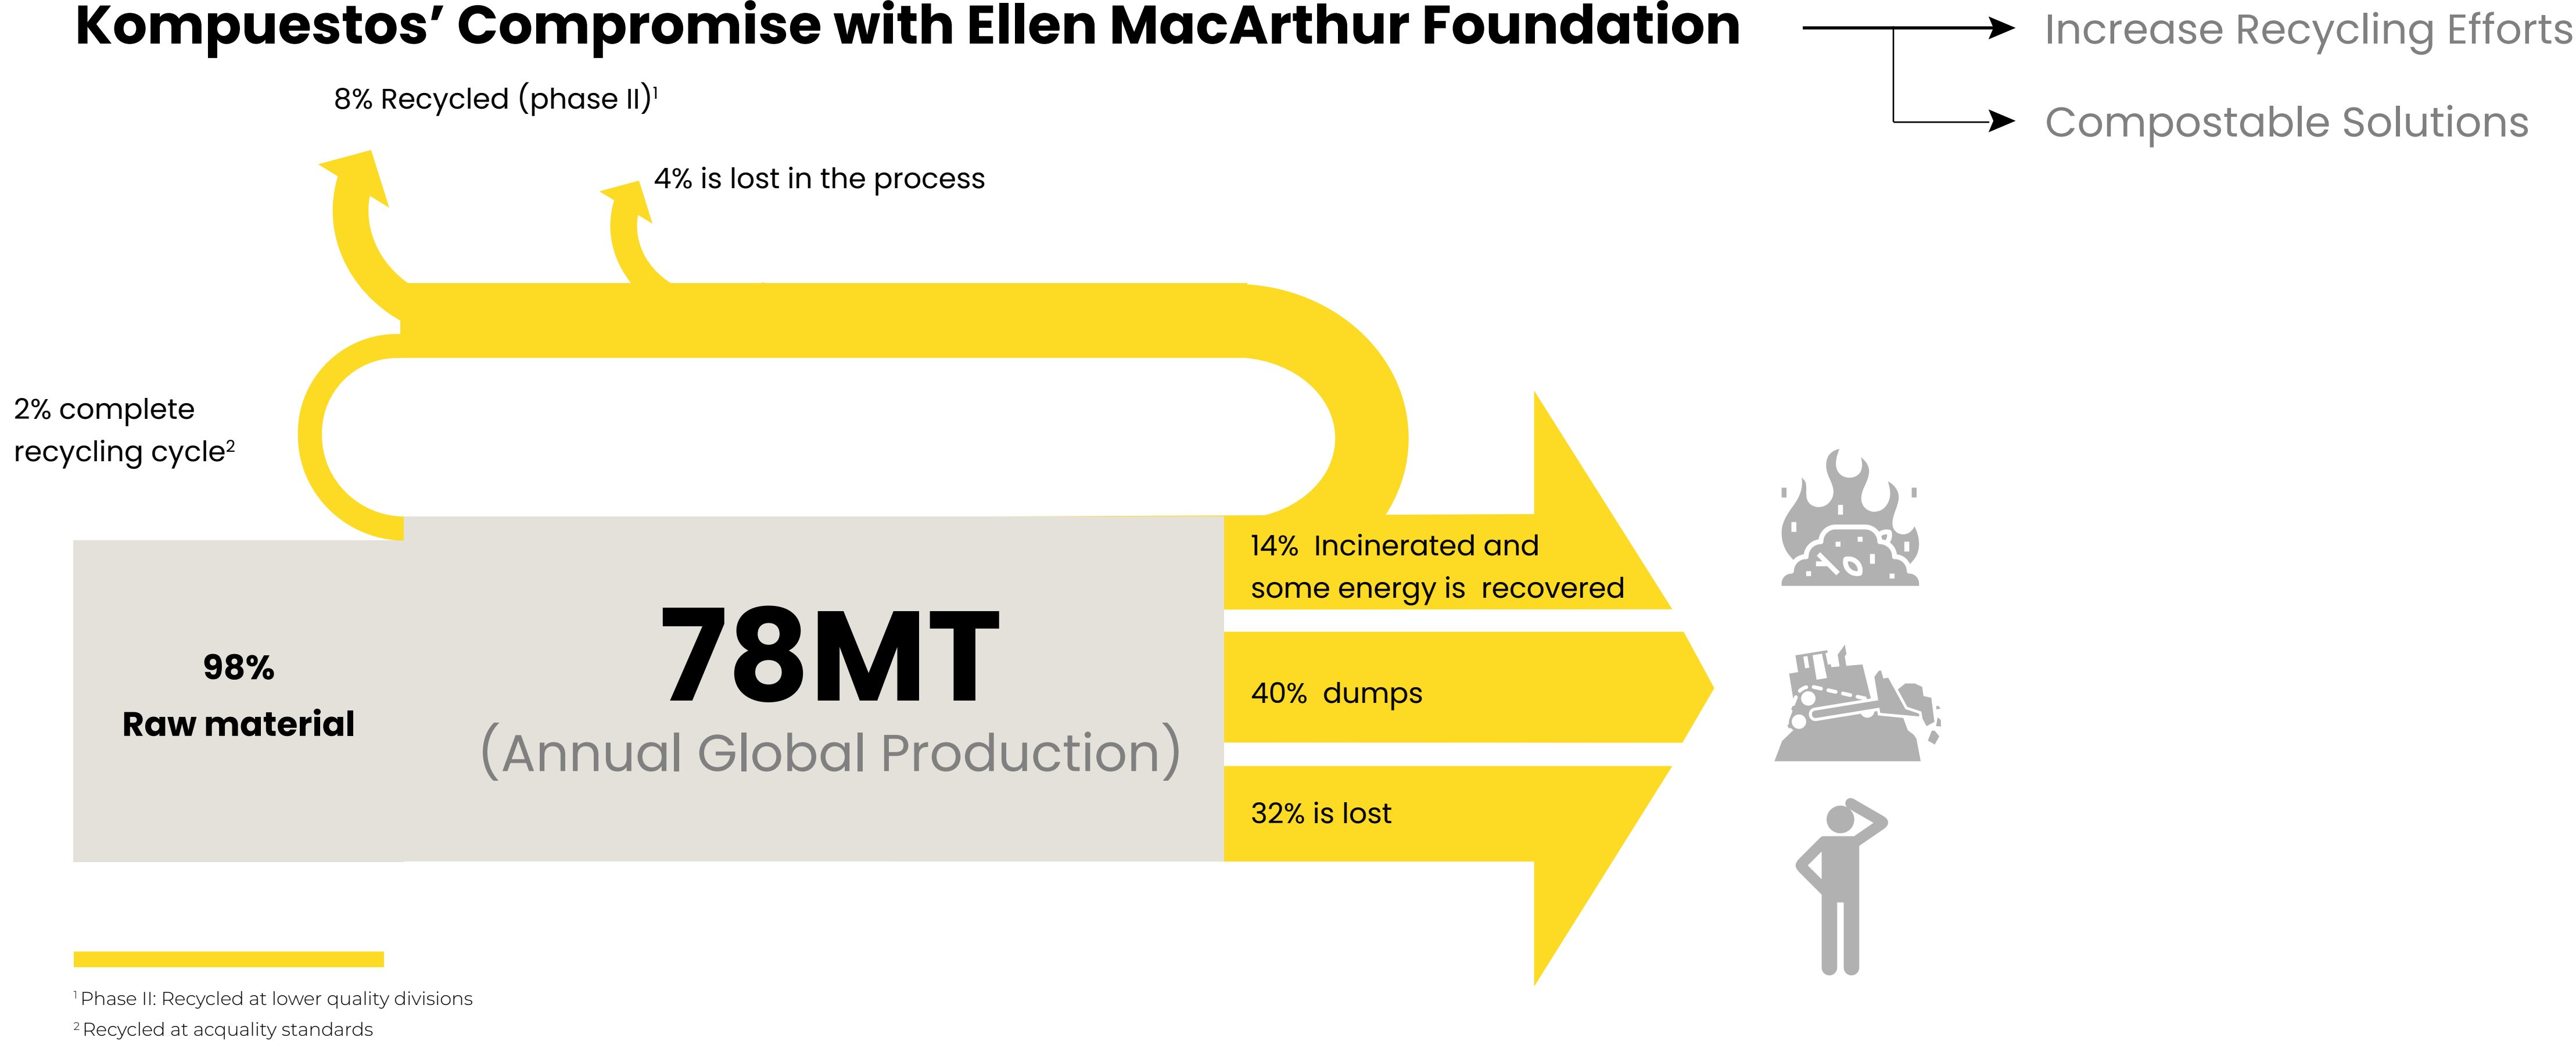 Kompuestos’ Compromise with Ellen MacArthur Foundation
Increase Recycling Efforts
Compostable Solutions
8% Recycled (phase II)¹
4% is lost in the process
2% complete
recycling cycle²
98%
Raw material
78MT
(Annual Global Production)
14%  Incinerated and
some energy is  recovered
40%  dumps
32% is lost
¹ Phase II: Recycled at lower quality divisions
² Recycled at acquality standards